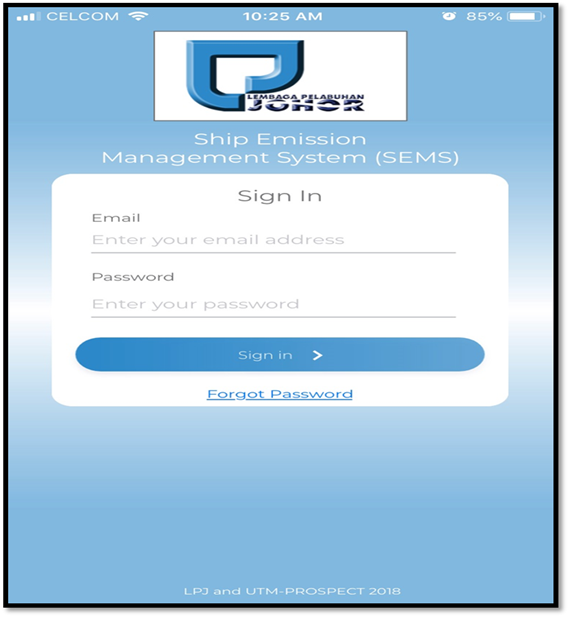 CELCOM 10:25 AM 85%
LEMBAGA PELABUHAN
JOHOR
Ship Emission
Management System (SEMS)
Sign In
Email
Enter your email address
Password
Enter your password
Sign in
Forgot Password
LPJ and UTM-PROSPECT 2018